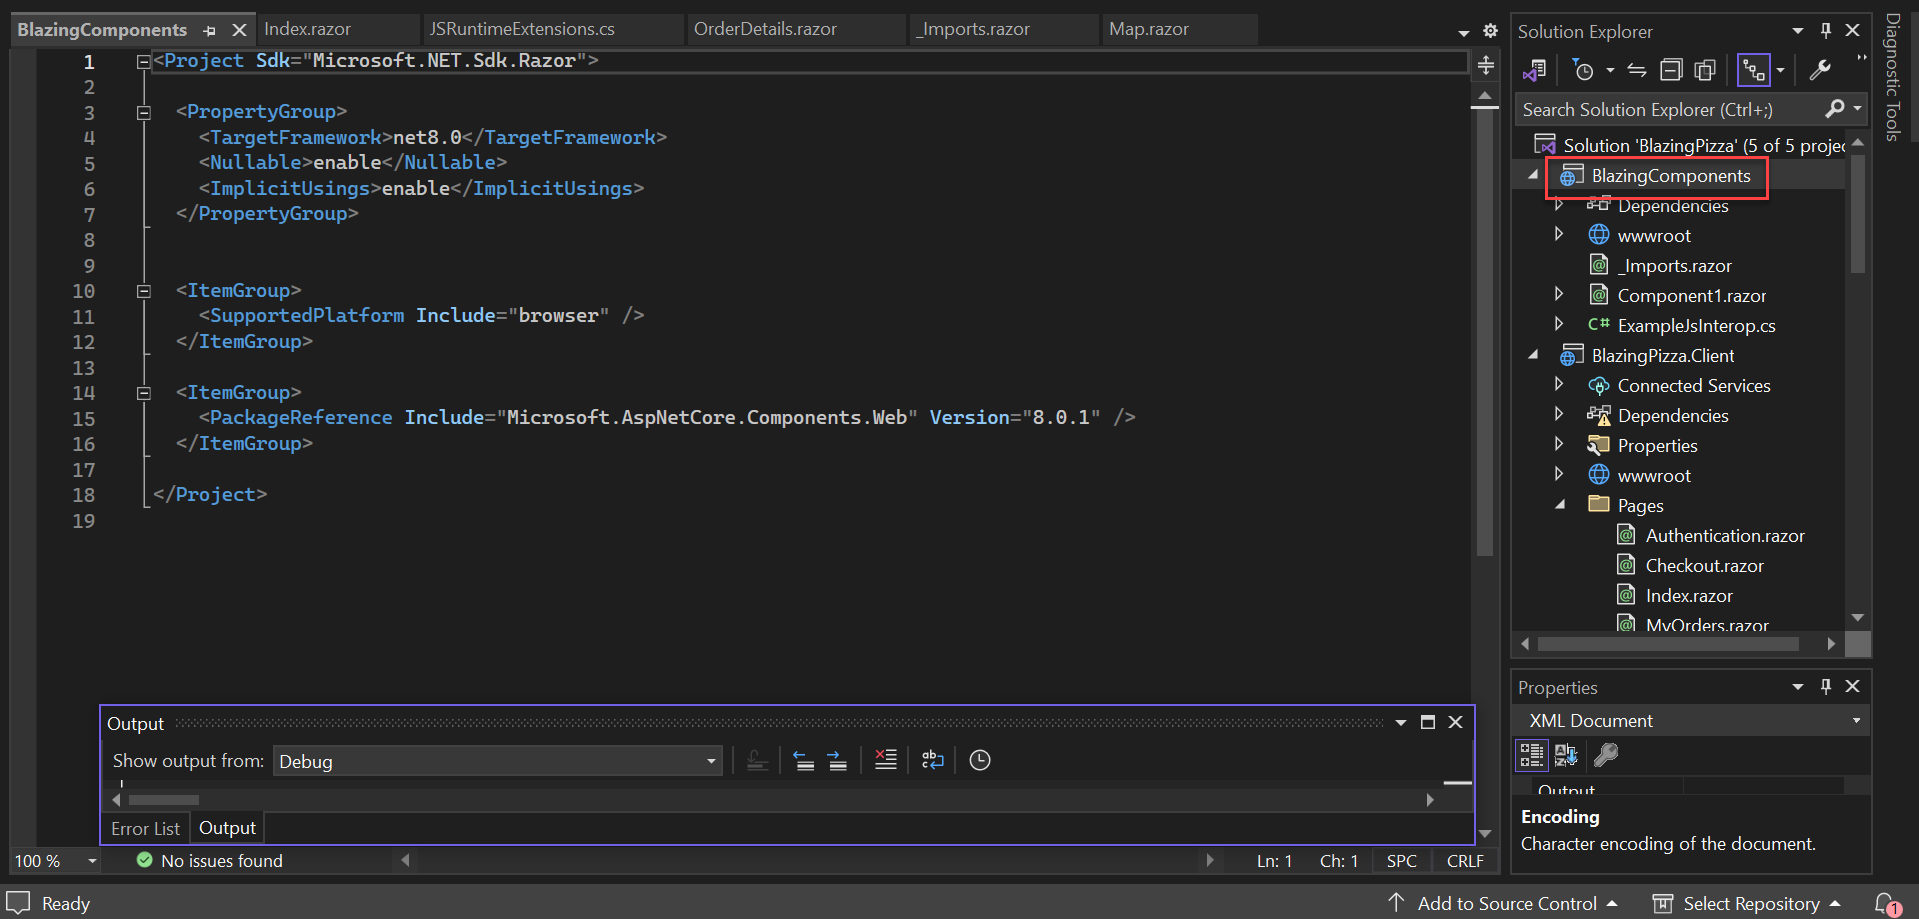 BlazingComponents
Index.razor
JSRuntimeExtensions.cs
OrderDetails.razor
_Imports.razor
Map.razor
1 <Project Sdk="Microsoft.NET.Sdk.Razor">
2
3 <PropertyGroup>
4 <TargetFramework>net8.0</TargetFramework>
5 <Nullable>enable</Nullable>
6 <ImplicitUsings>enable</ImplicitUsings>
7 </PropertyGroup>
8
9
10 <ItemGroup>
11 <SupportedPlatform Include="browser" />
12 </ItemGroup>
13
14 <ItemGroup>
15 <PackageReference Include="Microsoft.AspNetCore.Components.Web" Version="8.0.1" />
16 </ItemGroup>
17
18 </Project>
19
Output
Show output from: Debug
Error List
Output
100 %
No issues found
Ln: 1
Ch: 1
SPC
CRLF
Ready
Add to Source Control
Select Repository
1
Solution Explorer
Search Solution Explorer (Ctrl+;)
Solution 'BlazingPizza' (5 of 5 projec
BlazingComponents
Dependencies
wwwroot
_Imports.razor
Component1.razor
C# ExampleJsInterop.cs
BlazingPizza.Client
Connected Services
Dependencies
Properties
wwwroot
Pages
Authentication.razor
Checkout.razor
Index.razor
MyOrders.razor
Properties
XML Document
Output
Encoding
Character encoding of the document.
Diagnostic Tools